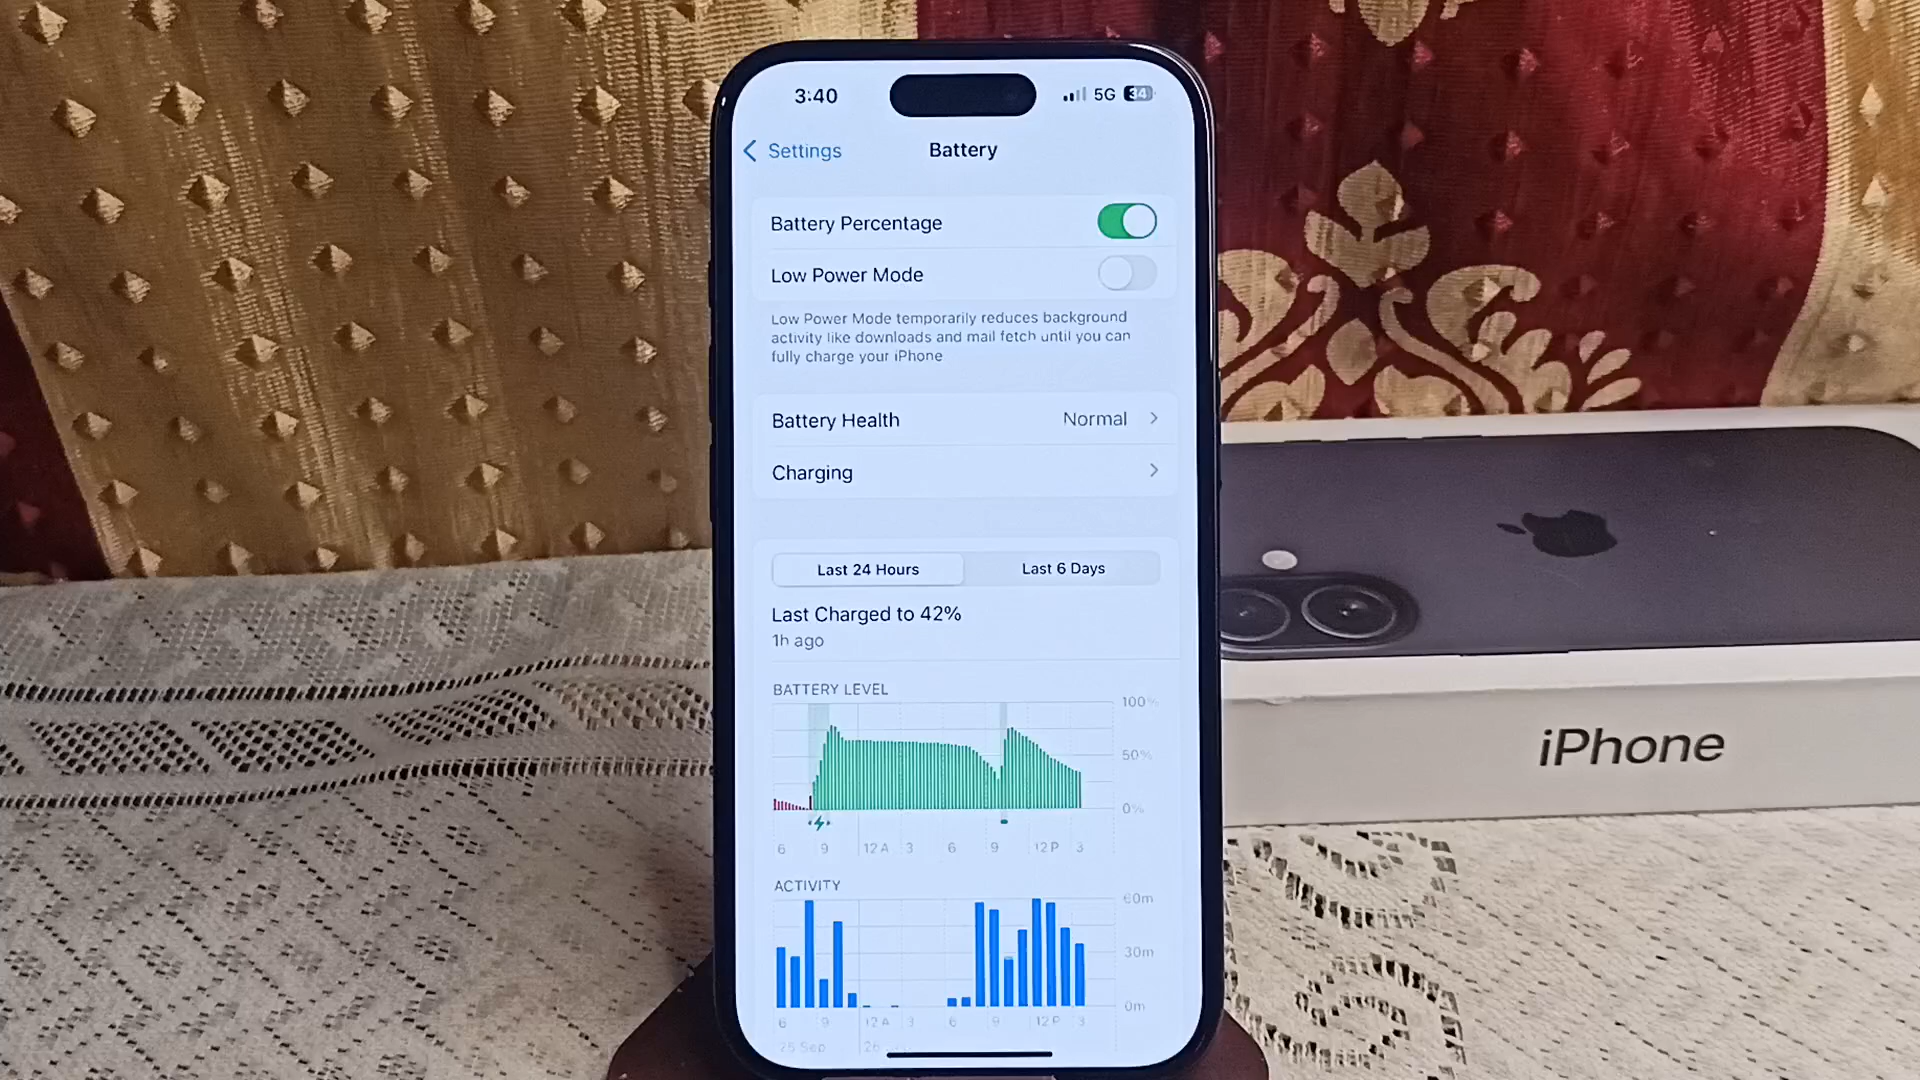 3:40 5G 34
Settings Battery
Battery Percentage
Low Power Mode
Low Power Mode temporarily reduces background
activity like downloads and mail fetch until you can
fully charge your iPhone
Battery Health Normal
Charging
Last 24 Hours Last 6 Days
Last Charged to 42%
1h ago
BATTERY LEVEL
100%
50%
0%
6 9 12 A 3 6 9 12 P 3
ACTIVITY
60m
30m
0m
6 9 12 A 3 6 9 12 P 3
25 Sep 26
iPhone